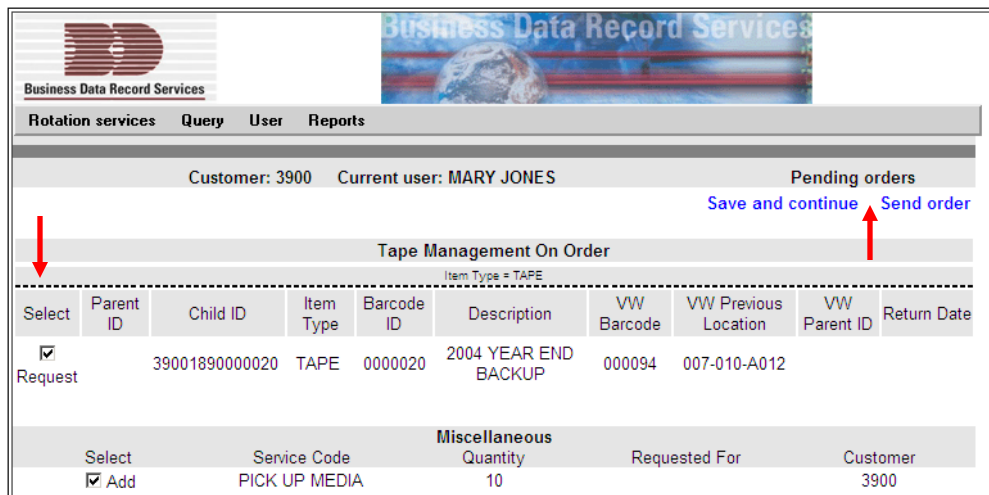 Business Data Record Services
Business Data Record Services
Rotation services Query User Reports
Customer: 3900 Current user: MARY JONES Pending orders
Save and continue Send order
Tape Management On Order
Item Type = TAPE
Select Parent ID Child ID Item Type Barcode ID Description VW Barcode VW Previous Location VW Parent ID Return Date
Request 39001890000020 TAPE 0000020 2004 YEAR END BACKUP 000094 007-010-A012
Miscellaneous
Select Service Code Quantity Requested For Customer
Add PICK UP MEDIA 10 3900